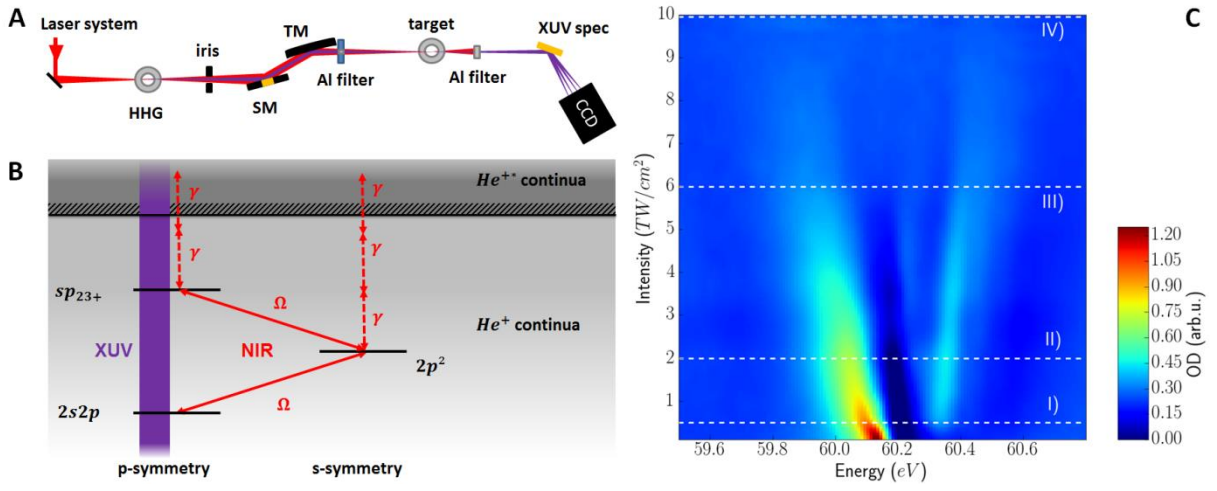 A
Laser system
iris
TM
target
XUV spec
HHG
SM
Al filter
Al filter
CCD
B
He⁺* continua
γ
γ
γ
γ
γ
sp₂₃₊
Ω
He⁺ continua
XUV
NIR
2p²
Ω
2s2p
p-symmetry
s-symmetry
C
10
9
8
7
6
5
4
3
2
1
Intensity (TW/cm²)
IV)
III)
II)
I)
59.6
59.8
60.0
60.2
60.4
60.6
Energy (eV)
1.20
1.05
0.90
0.75
0.60
0.45
0.30
0.15
0.00
OD (arb.u.)